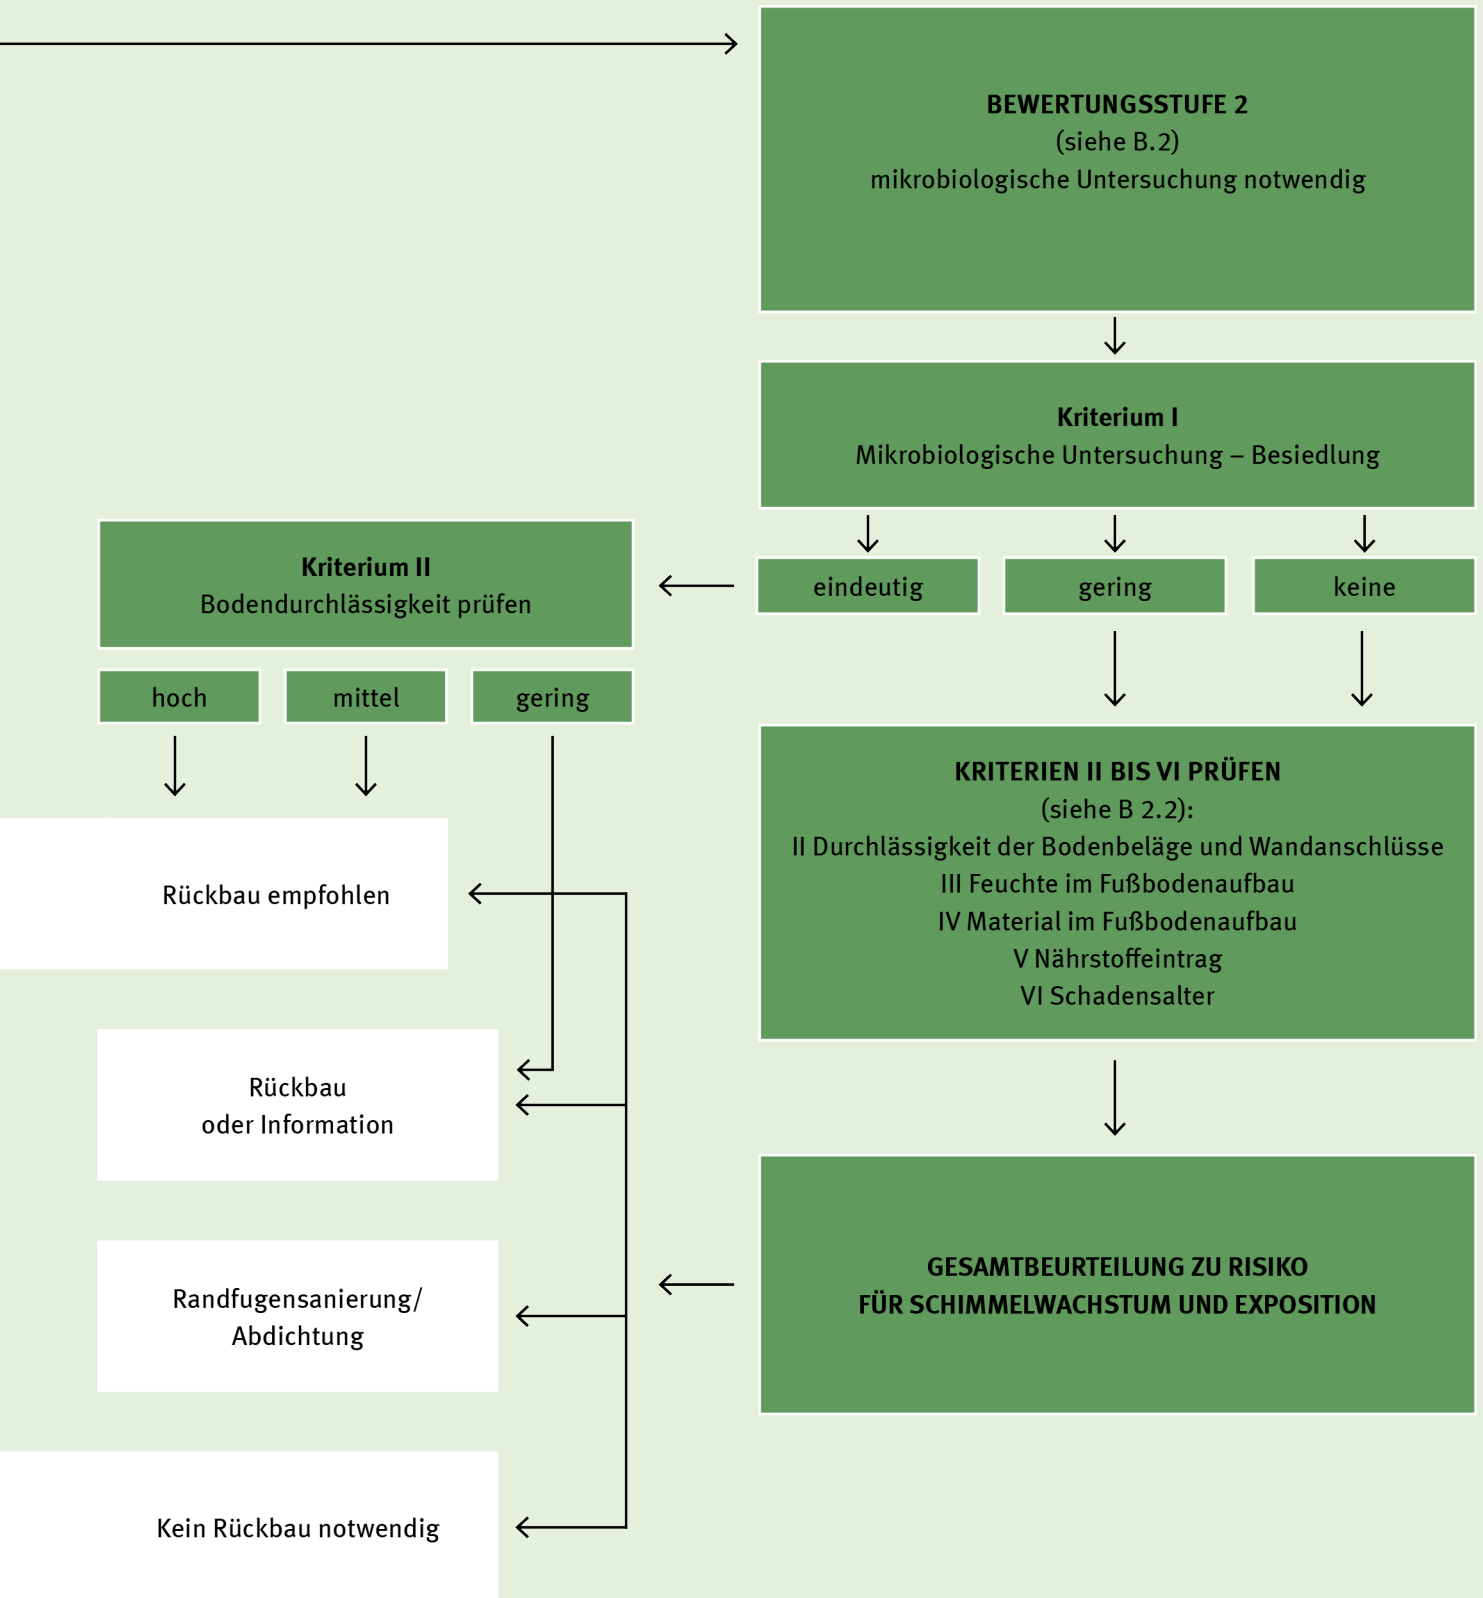 BEWERTUNGSSTUFE 2
(siehe B.2)
mikrobiologische Untersuchung notwendig
Kriterium I
Mikrobiologische Untersuchung – Besiedlung
eindeutig
gering
keine
Kriterium II
Bodendurchlässigkeit prüfen
hoch
mittel
gering
KRITERIEN II BIS VI PRÜFEN
(siehe B 2.2):
II Durchlässigkeit der Bodenbeläge und Wandanschlüsse
III Feuchte im Fußbodenaufbau
IV Material im Fußbodenaufbau
V Nährstoffeintrag
VI Schadensalter
GESAMTBEURTEILUNG ZU RISIKO
FÜR SCHIMMELWACHSTUM UND EXPOSITION
Rückbau empfohlen
Rückbau
oder Information
Randfugensanierung/
Abdichtung
Kein Rückbau notwendig